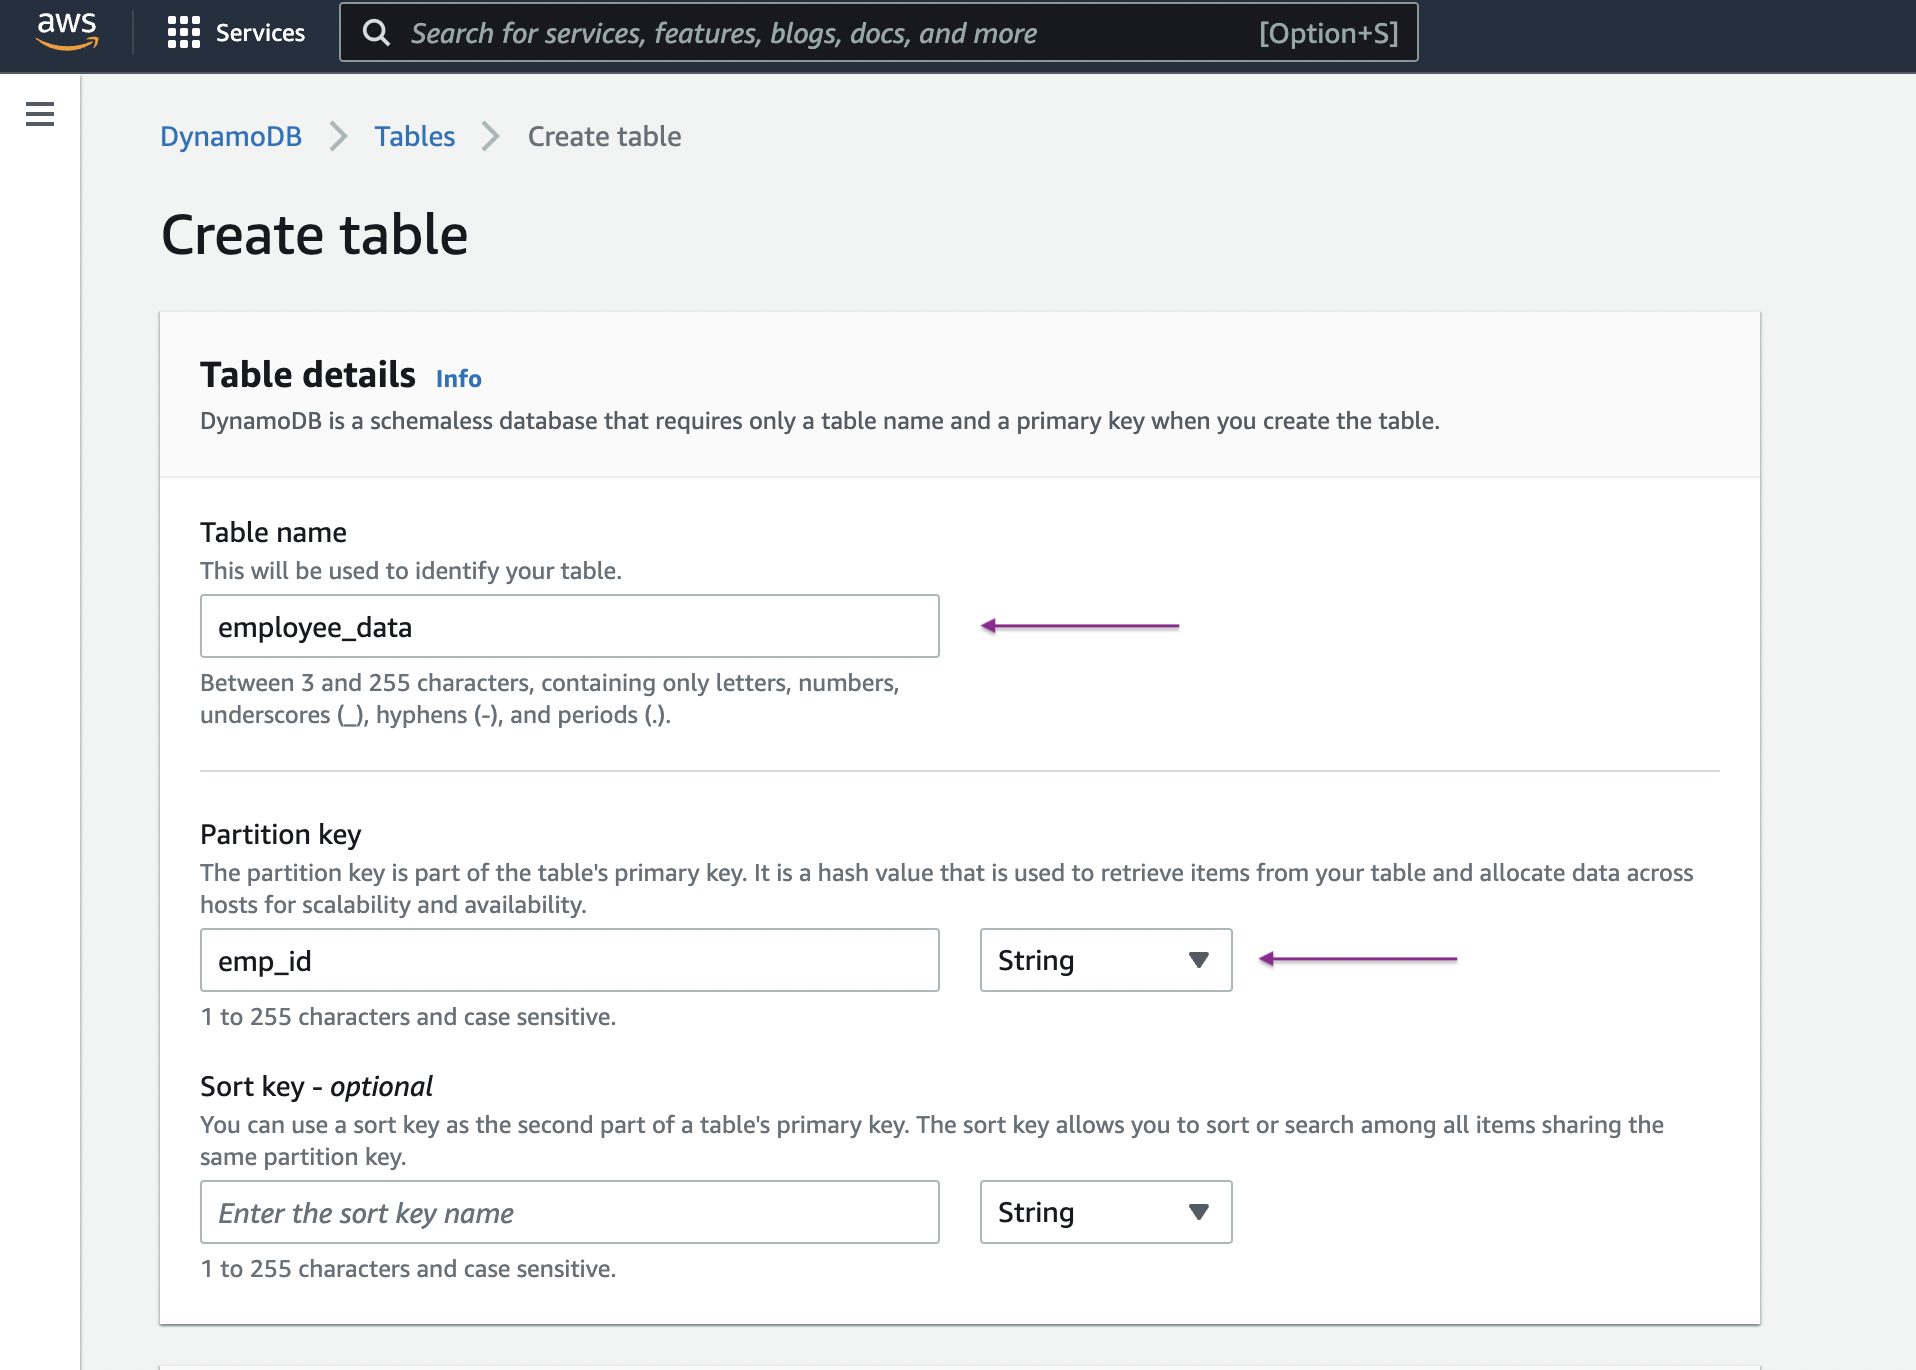 aws Services Search for services, features, blogs, docs, and more [Option+S]
DynamoDB Tables Create table
Create table
Table details Info
DynamoDB is a schemaless database that requires only a table name and a primary key when you create the table.
Table name
This will be used to identify your table.
employee_data
Between 3 and 255 characters, containing only letters, numbers,
underscores (_), hyphens (-), and periods (.).
Partition key
The partition key is part of the table's primary key. It is a hash value that is used to retrieve items from your table and allocate data across
hosts for scalability and availability.
emp_id String
1 to 255 characters and case sensitive.
Sort key - optional
You can use a sort key as the second part of a table's primary key. The sort key allows you to sort or search among all items sharing the
same partition key.
Enter the sort key name String
1 to 255 characters and case sensitive.